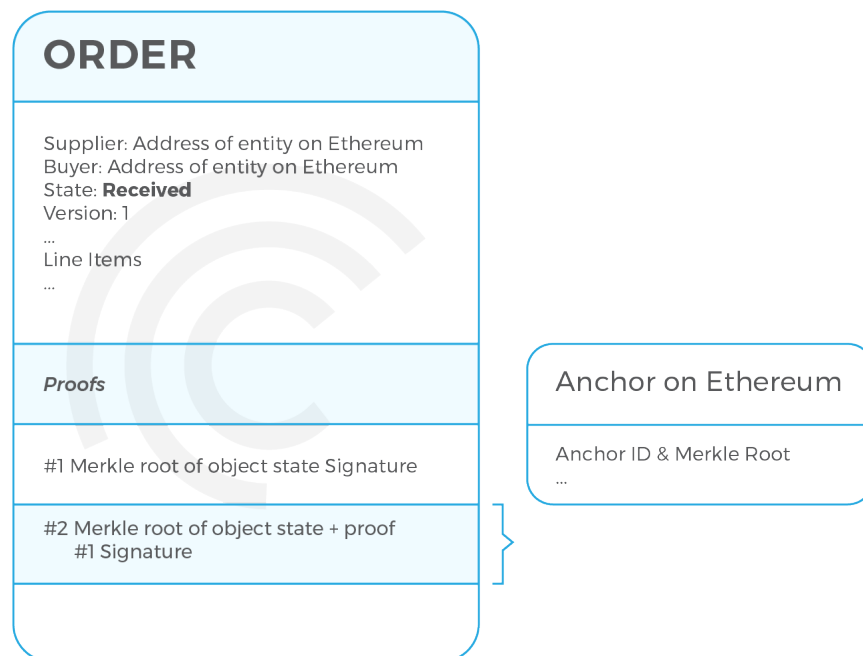 ORDER
Supplier: Address of entity on Ethereum
Buyer: Address of entity on Ethereum
State: Received
Version: 1
...
Line Items
...
Proofs
#1 Merkle root of object state Signature
#2 Merkle root of object state + proof
#1 Signature
Anchor on Ethereum
Anchor ID & Merkle Root
...